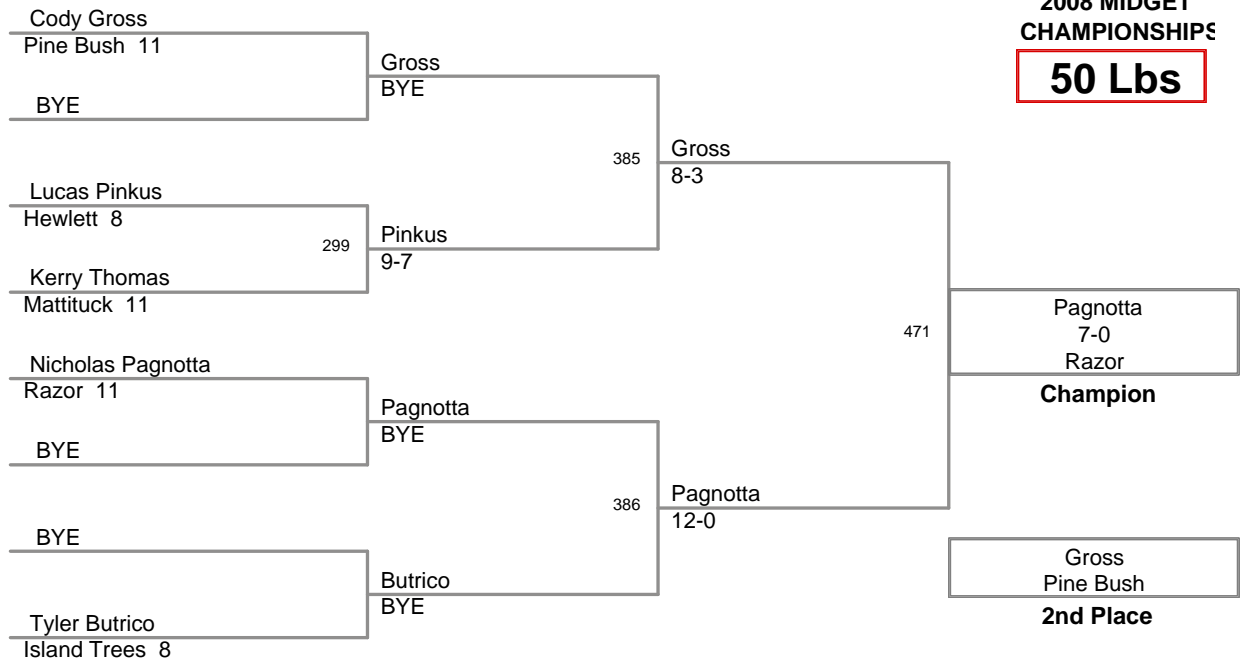 2008 MIDGET
CHAMPIONSHIPS
50 Lbs
Cody Gross
Pine Bush 11
BYE
Lucas Pinkus
Hewlett 8
299
Kerry Thomas
Mattituck 11
Nicholas Pagnotta
Razor 11
BYE
BYE
Tyler Butrico
Island Trees 8
Gross
BYE
385
Pinkus
9-7
Pagnotta
BYE
386
Butrico
BYE
Gross
8-3
471
Pagnotta
12-0
Pagnotta
7-0
Razor
Champion
Gross
Pine Bush
2nd Place